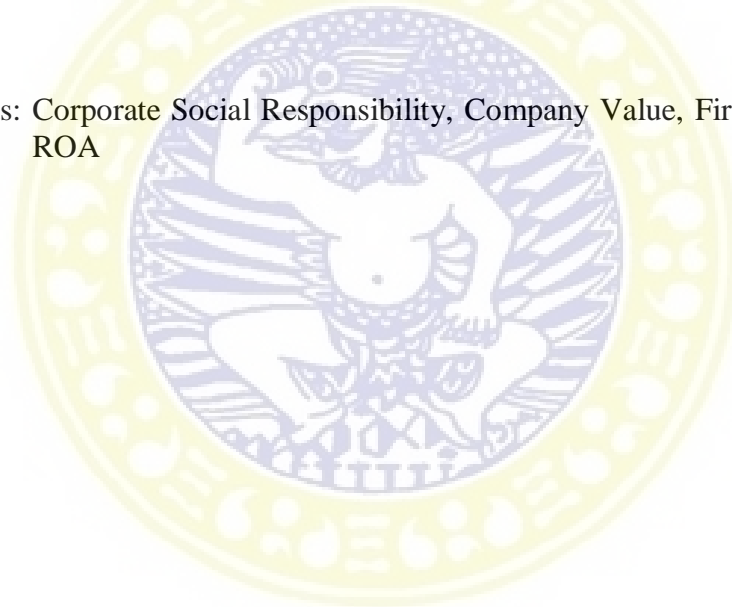 s: Corporate Social Responsibility, Company Value, Fir
ROA